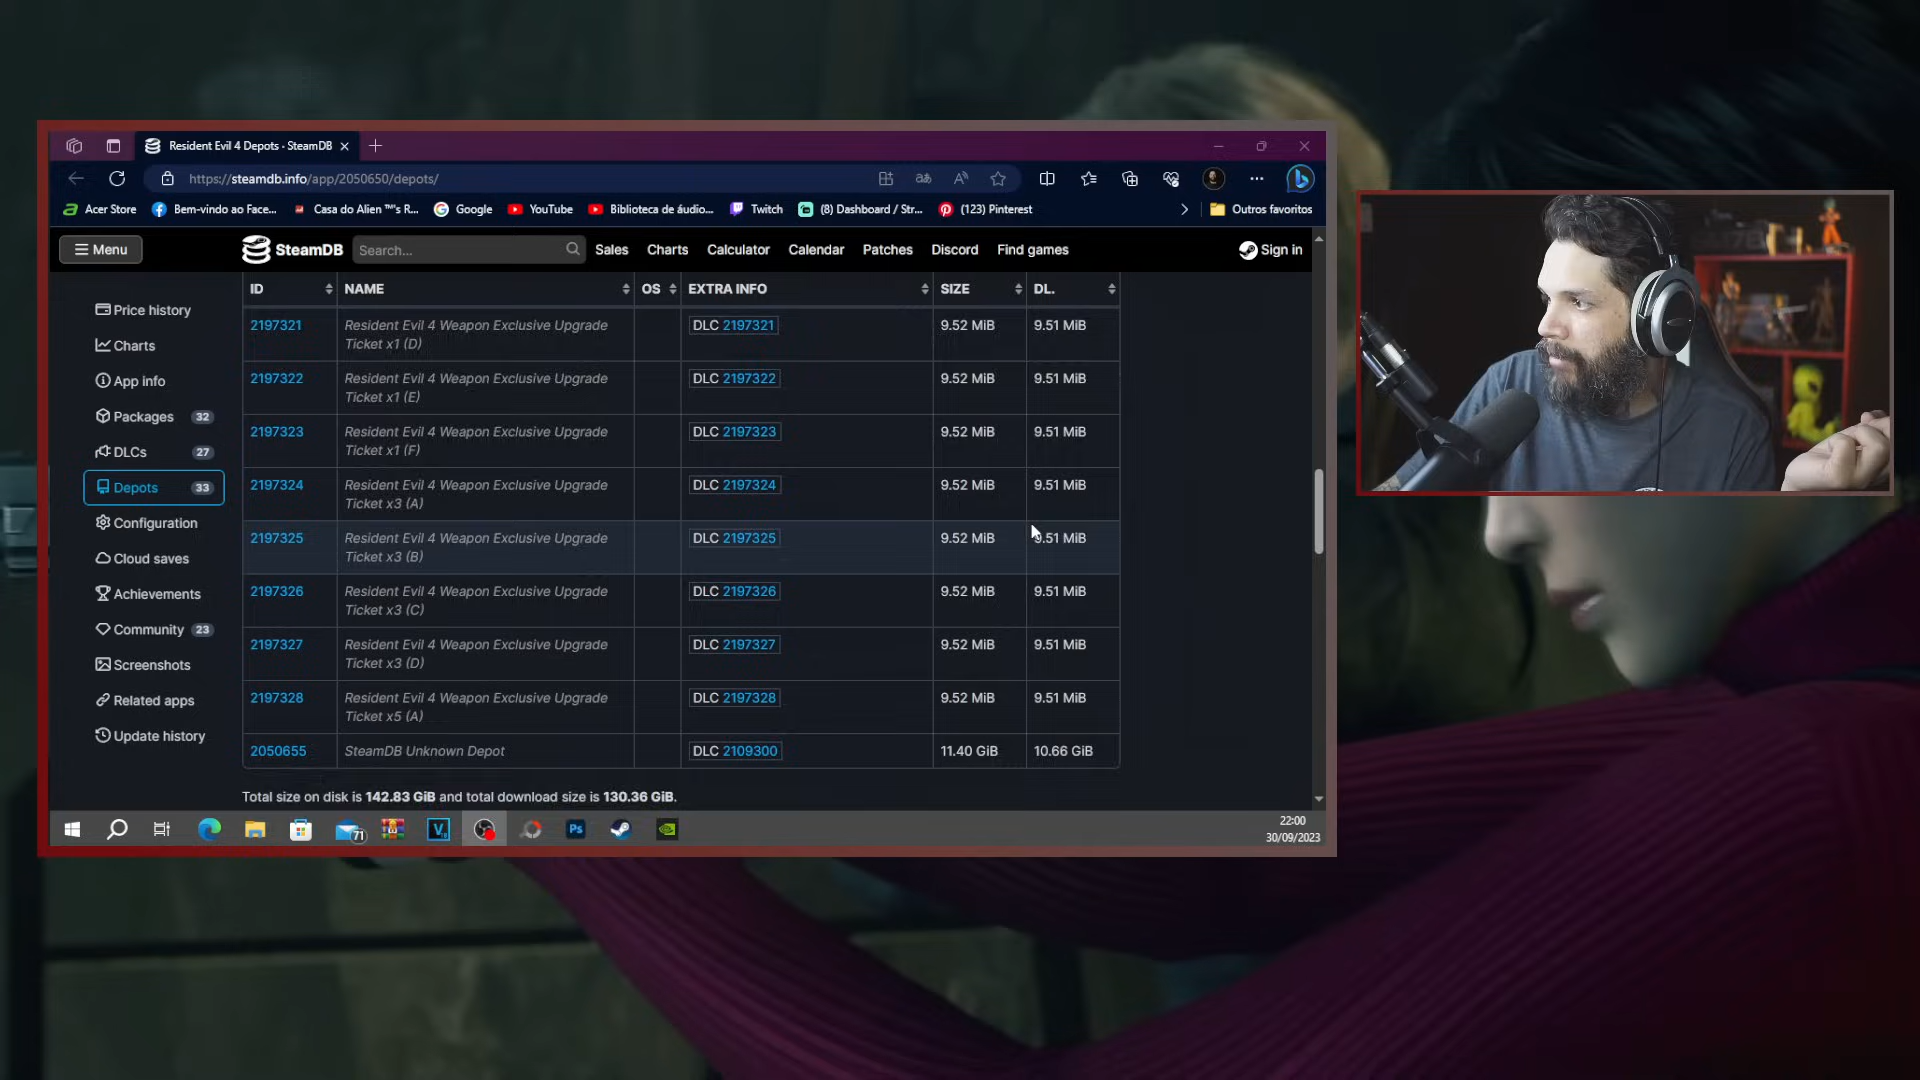 Resident Evil 4 Depots - SteamDB
https://steamdb.info/app/2050650/depots/
Acer Store Bem-vindo ao Face... Casa do Alien ™'s R... Google YouTube Biblioteca de áudio... Twitch (8) Dashboard / Str... (123) Pinterest Outros favoritos
Menu SteamDB Search... Sales Charts Calculator Calendar Patches Discord Find games Sign in
Price history
Charts
App info
Packages 32
DLCs 27
Depots 33
Configuration
Cloud saves
Achievements
Community 23
Screenshots
Related apps
Update history
ID NAME OS EXTRA INFO SIZE DL.
2197321 Resident Evil 4 Weapon Exclusive Upgrade DLC 2197321 9.52 MiB 9.51 MiB
Ticket x1 (D)
2197322 Resident Evil 4 Weapon Exclusive Upgrade DLC 2197322 9.52 MiB 9.51 MiB
Ticket x1 (E)
2197323 Resident Evil 4 Weapon Exclusive Upgrade DLC 2197323 9.52 MiB 9.51 MiB
Ticket x1 (F)
2197324 Resident Evil 4 Weapon Exclusive Upgrade DLC 2197324 9.52 MiB 9.51 MiB
Ticket x3 (A)
2197325 Resident Evil 4 Weapon Exclusive Upgrade DLC 2197325 9.52 MiB 9.51 MiB
Ticket x3 (B)
2197326 Resident Evil 4 Weapon Exclusive Upgrade DLC 2197326 9.52 MiB 9.51 MiB
Ticket x3 (C)
2197327 Resident Evil 4 Weapon Exclusive Upgrade DLC 2197327 9.52 MiB 9.51 MiB
Ticket x3 (D)
2197328 Resident Evil 4 Weapon Exclusive Upgrade DLC 2197328 9.52 MiB 9.51 MiB
Ticket x5 (A)
2050655 SteamDB Unknown Depot DLC 2109300 11.40 GiB 10.66 GiB
Total size on disk is 142.83 GiB and total download size is 130.36 GiB.
71 Ps
22:00
30/09/2023